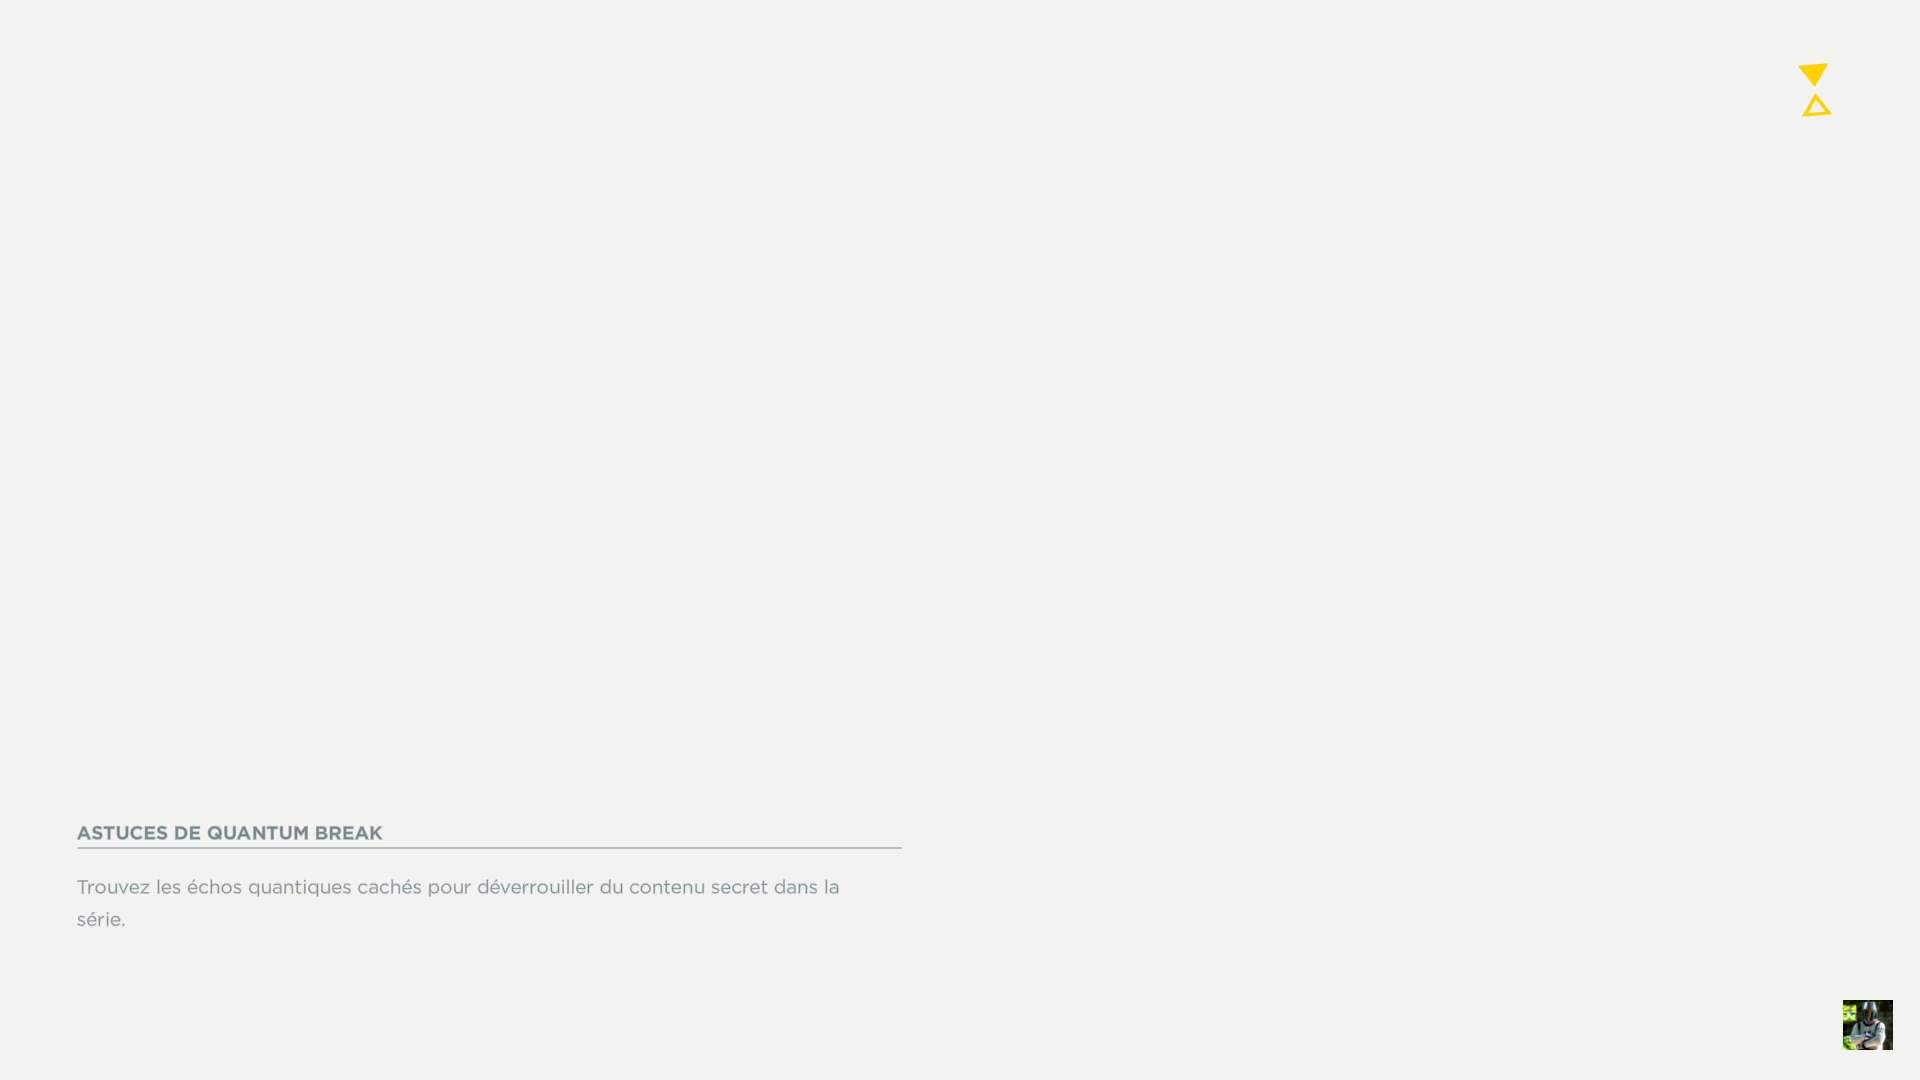 ASTUCES DE QUANTUM BREAK
Trouvez les échos quantiques cachés pour déverrouiller du contenu secret dans la
série.